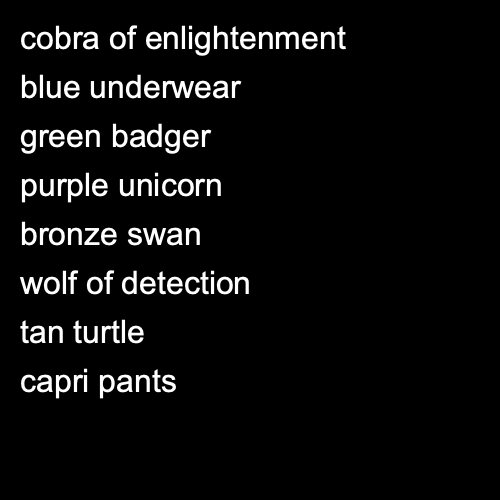 cobra of enlightenment
blue underwear
green badger
purple unicorn
bronze swan
wolf of detection
tan turtle
capri pants